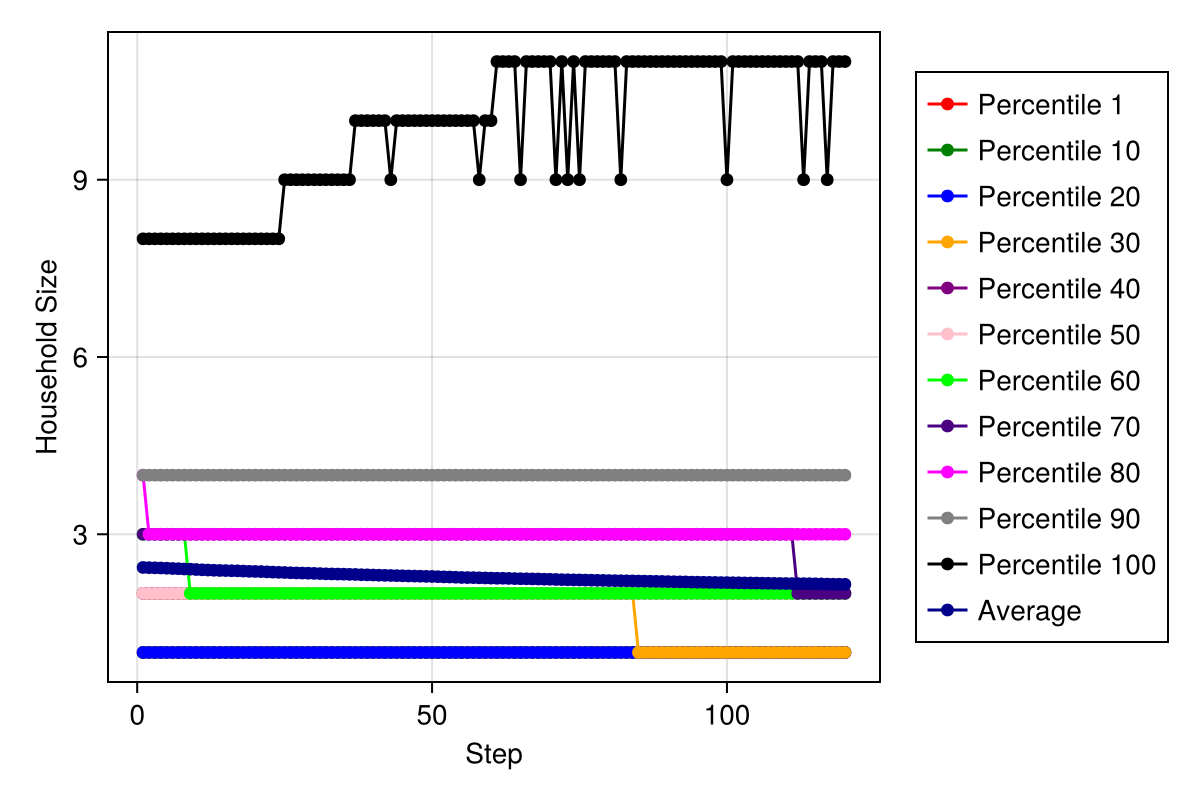 Household Size
9
6
3
0
50
100
Step
Percentile 1
Percentile 10
Percentile 20
Percentile 30
Percentile 40
Percentile 50
Percentile 60
Percentile 70
Percentile 80
Percentile 90
Percentile 100
Average